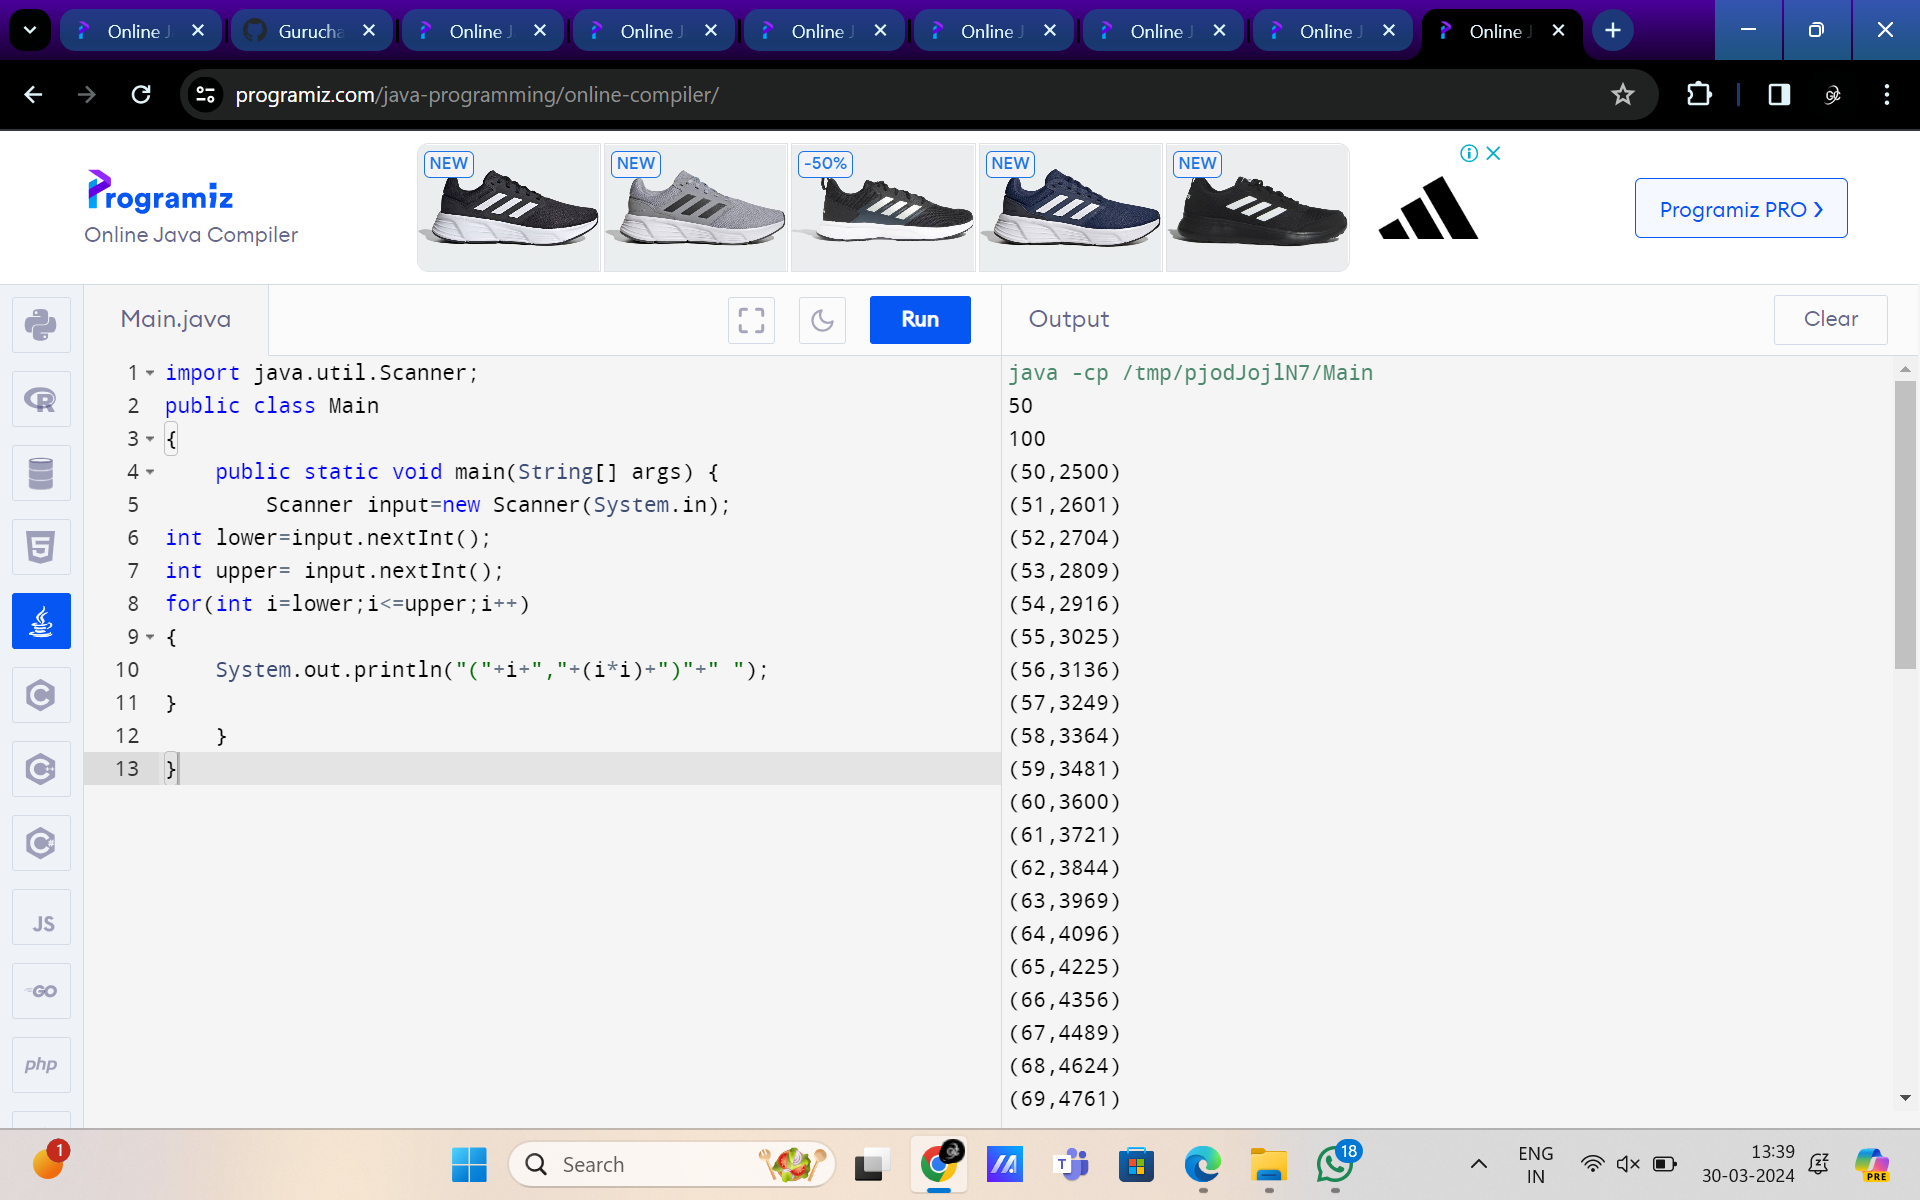 Online J
Gurucha
Online J
Online J
Online J
Online J
Online J
Online J
Online J
programiz.com/java-programming/online-compiler/
Programiz
Online Java Compiler
NEW
NEW
-50%
NEW
NEW
Programiz PRO
Main.java
Run
Output
Clear
1 import java.util.Scanner;
2 public class Main
3 {
4     public static void main(String[] args) {
5         Scanner input=new Scanner(System.in);
6 int lower=input.nextInt();
7 int upper= input.nextInt();
8 for(int i=lower;i<=upper;i++)
9 {
10     System.out.println("("+i+","+(i*i)+")"+" ");
11 }
12     }
13 }
java -cp /tmp/pjodJojlN7/Main
50
100
(50,2500)
(51,2601)
(52,2704)
(53,2809)
(54,2916)
(55,3025)
(56,3136)
(57,3249)
(58,3364)
(59,3481)
(60,3600)
(61,3721)
(62,3844)
(63,3969)
(64,4096)
(65,4225)
(66,4356)
(67,4489)
(68,4624)
(69,4761)
R
5
C
C
C#
JS
GO
php
1
Search
18
ENG
IN
13:39
30-03-2024
PRE